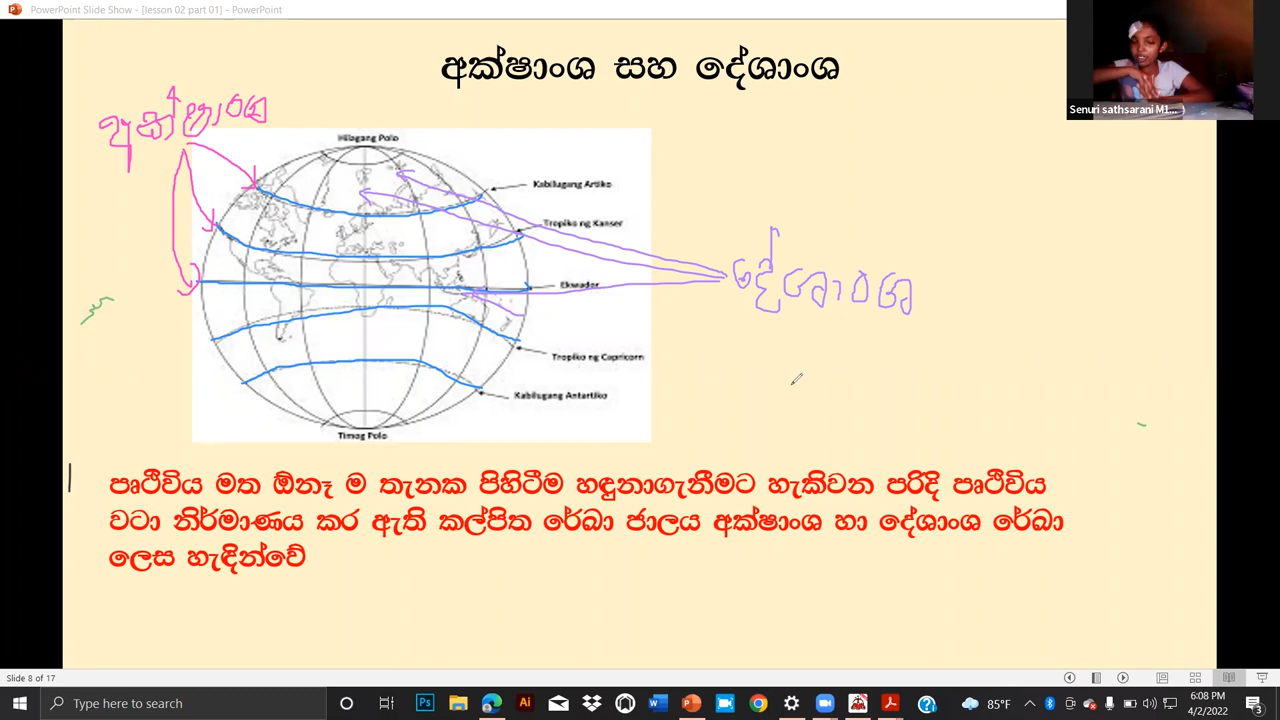 PowerPoint Slide Show - [lesson 02 part 01] - PowerPoint
Senuri sathsarani M1... )
අක්ෂාංශ සහ දේශාංශ
අක්ෂාංශ
Hilagang Polo
Kabilugang Artiko
Tropiko ng Kanser
Ekwador
දේශාංශ
Tropiko ng Capricorn
Kabilugang Antartiko
Timog Polo
පෘථිවිය මත ඕනෑ ම තැනක පිහිටීම හඳුනාගැනීමට හැකිවන පරිදි පෘථිවිය
වටා නිර්මාණය කර ඇති කල්පිත රේඛා ජාලය අක්ෂාංශ හා දේශාංශ රේඛා
ලෙස හැඳින්වේ
Slide 8 of 17
Type here to search
85°F
6:08 PM
4/2/2022
3